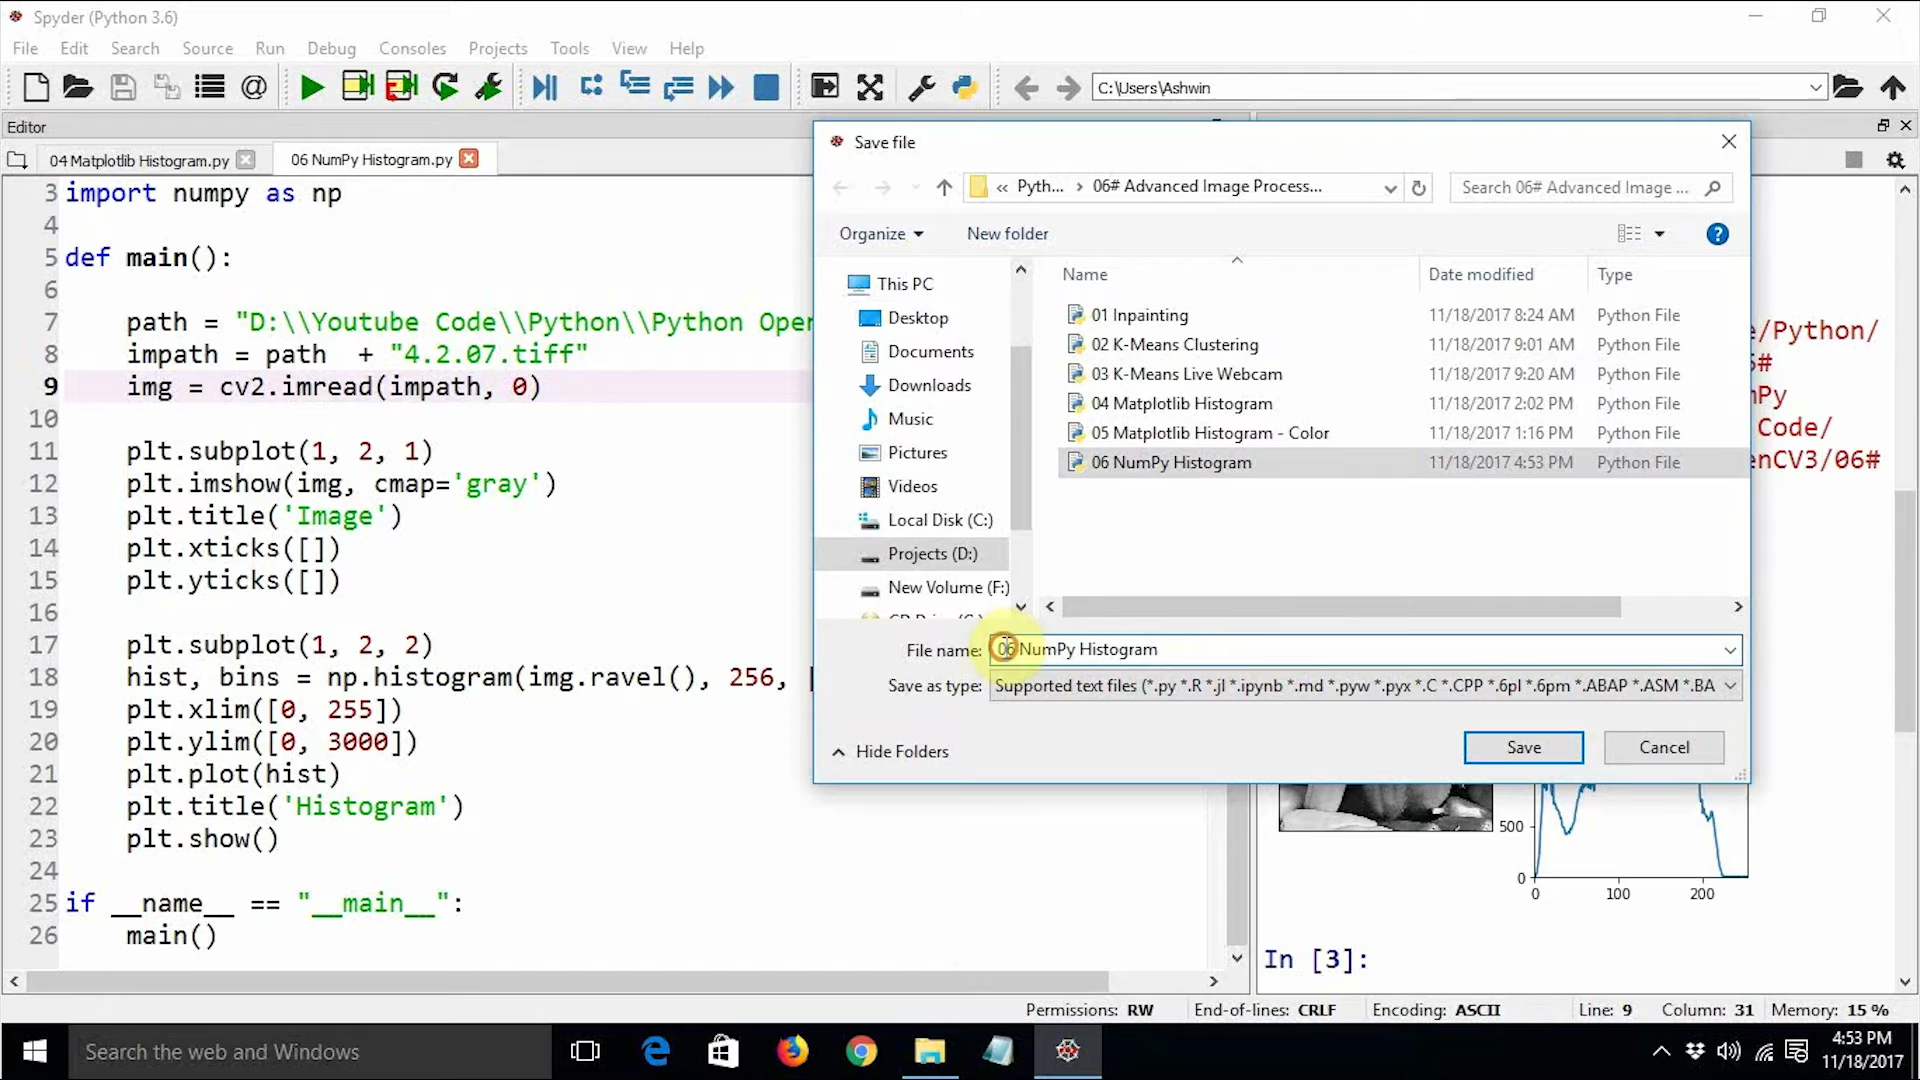 Spyder (Python 3.6)
File Edit Search Source Run Debug Consoles Projects Tools View Help
C:\Users\Ashwin
Editor
04 Matplotlib Histogram.py
06 NumPy Histogram.py
3 import numpy as np
4
5 def main():
6
7 path = "D:\\Youtube Code\\Python\\Python Oper
8 impath = path + "4.2.07.tiff"
9 img = cv2.imread(impath, 0)
10
11 plt.subplot(1, 2, 1)
12 plt.imshow(img, cmap='gray')
13 plt.title('Image')
14 plt.xticks([])
15 plt.yticks([])
16
17 plt.subplot(1, 2, 2)
18 hist, bins = np.histogram(img.ravel(), 256, [
19 plt.xlim([0, 255])
20 plt.ylim([0, 3000])
21 plt.plot(hist)
22 plt.title('Histogram')
23 plt.show()
24
25 if __name__ == "__main__":
26 main()
Save file
« Pyth... › 06# Advanced Image Process...
Search 06# Advanced Image ...
Organize
New folder
This PC
Desktop
Documents
Downloads
Music
Pictures
Videos
Local Disk (C:)
Projects (D:)
New Volume (F:)
Name Date modified Type
01 Inpainting 11/18/2017 8:24 AM Python File
02 K-Means Clustering 11/18/2017 9:01 AM Python File
03 K-Means Live Webcam 11/18/2017 9:20 AM Python File
04 Matplotlib Histogram 11/18/2017 2:02 PM Python File
05 Matplotlib Histogram - Color 11/18/2017 1:16 PM Python File
06 NumPy Histogram 11/18/2017 4:53 PM Python File
File name: 06 NumPy Histogram
Save as type: Supported text files (*.py *.R *.jl *.ipynb *.md *.pyw *.pyx *.C *.CPP *.6pl *.6pm *.ABAP *.ASM *.BA
Hide Folders
Save
Cancel
e/Python/
#
Py
Code/
enCV3/06#
500
0
0 100 200
In [3]:
Permissions: RW End-of-lines: CRLF Encoding: ASCII Line: 9 Column: 31 Memory: 15 %
Search the web and Windows
4:53 PM
11/18/2017